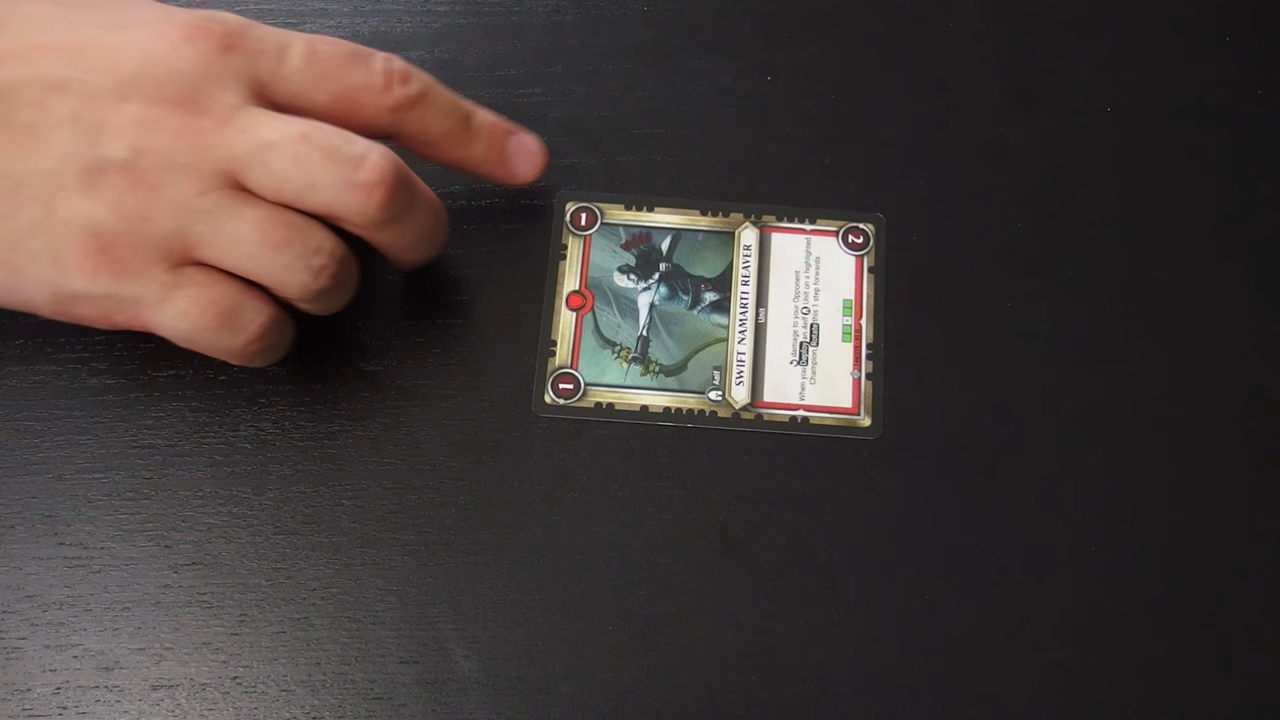 1
1
Aelf
SWIFT NAMARTI REAVER
Unit
damage to your Opponent.
When you Deploy an Aelf Unit on a highlighted
Champion, Rotate this 1 step forwards.
2